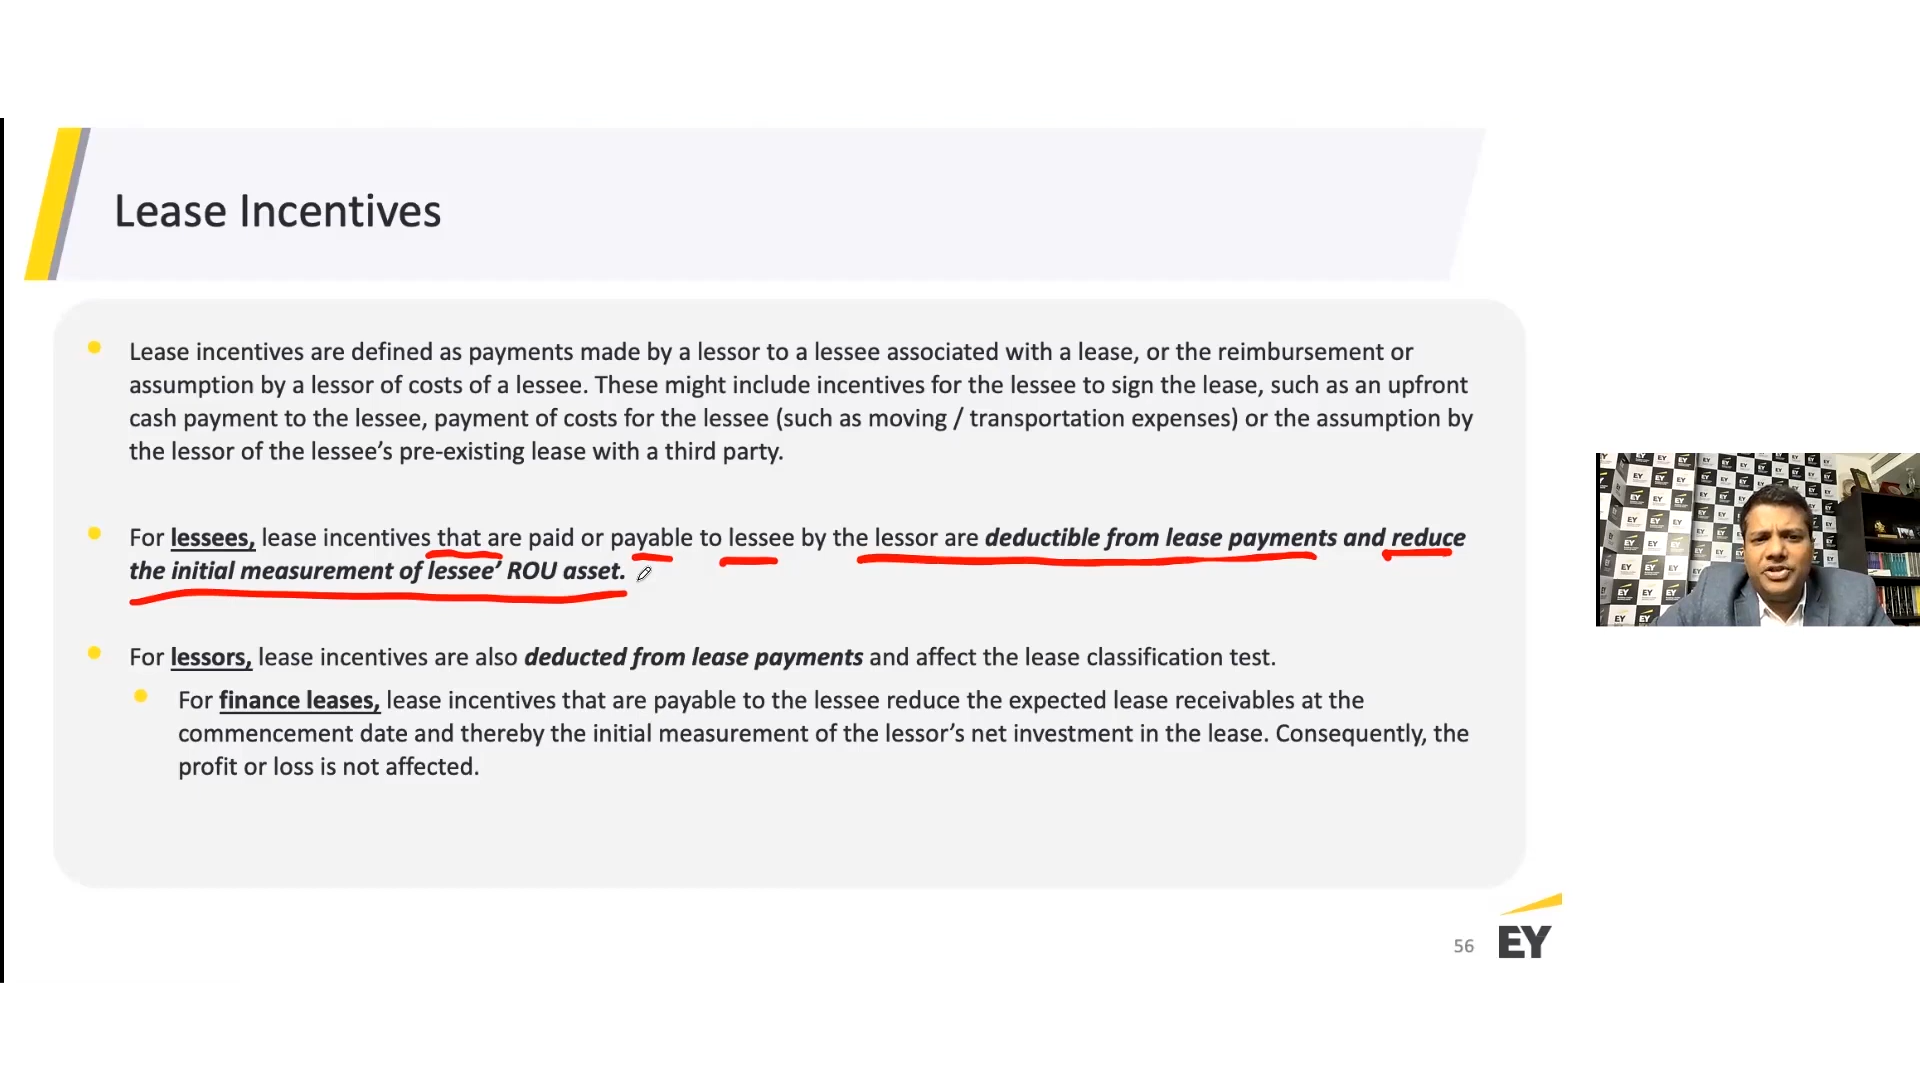 Lease Incentives
Lease incentives are defined as payments made by a lessor to a lessee associated with a lease, or the reimbursement or
assumption by a lessor of costs of a lessee. These might include incentives for the lessee to sign the lease, such as an upfront
cash payment to the lessee, payment of costs for the lessee (such as moving / transportation expenses) or the assumption by
the lessor of the lessee’s pre-existing lease with a third party.
For lessees, lease incentives that are paid or payable to lessee by the lessor are deductible from lease payments and reduce
the initial measurement of lessee’ ROU asset.
For lessors, lease incentives are also deducted from lease payments and affect the lease classification test.
For finance leases, lease incentives that are payable to the lessee reduce the expected lease receivables at the
commencement date and thereby the initial measurement of the lessor’s net investment in the lease. Consequently, the
profit or loss is not affected.
56
EY